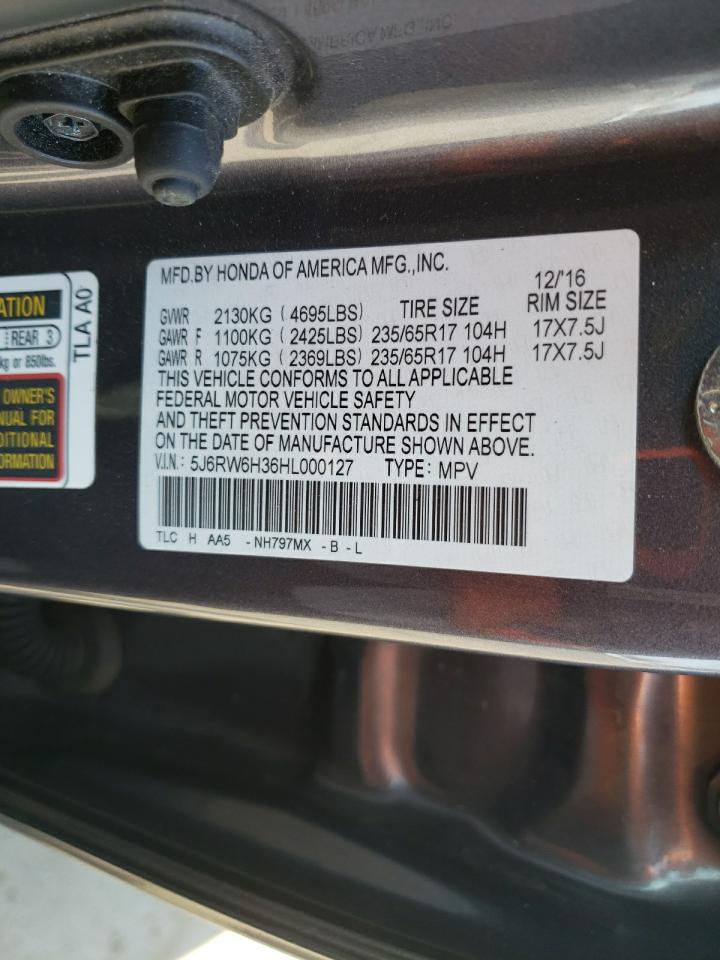 ATION
REAR 3
kg or 850lbs.
OWNER'S
NUAL FOR
DITIONAL
FORMATION
TLA A0
MFD.BY HONDA OF AMERICA MFG.,INC.
12/'16
GVWR 2130KG ( 4695LBS) TIRE SIZE RIM SIZE
GAWR F 1100KG ( 2425LBS) 235/65R17 104H 17X7.5J
GAWR R 1075KG ( 2369LBS) 235/65R17 104H 17X7.5J
THIS VEHICLE CONFORMS TO ALL APPLICABLE
FEDERAL MOTOR VEHICLE SAFETY
AND THEFT PREVENTION STANDARDS IN EFFECT
ON THE DATE OF MANUFACTURE SHOWN ABOVE.
V.I.N.: 5J6RW6H36HL000127 TYPE: MPV
TLC H AA5 -NH797MX -B -L